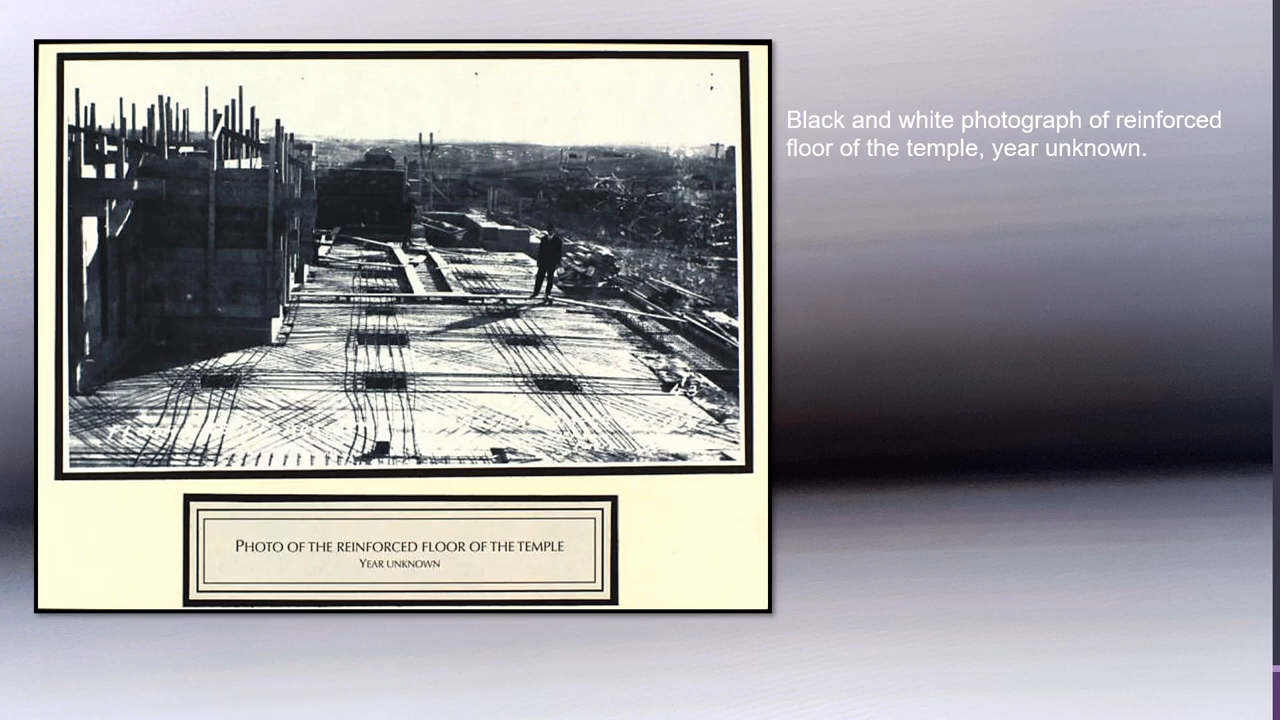 Black and white photograph of reinforced
floor of the temple, year unknown.
PHOTO OF THE REINFORCED FLOOR OF THE TEMPLE
YEAR UNKNOWN